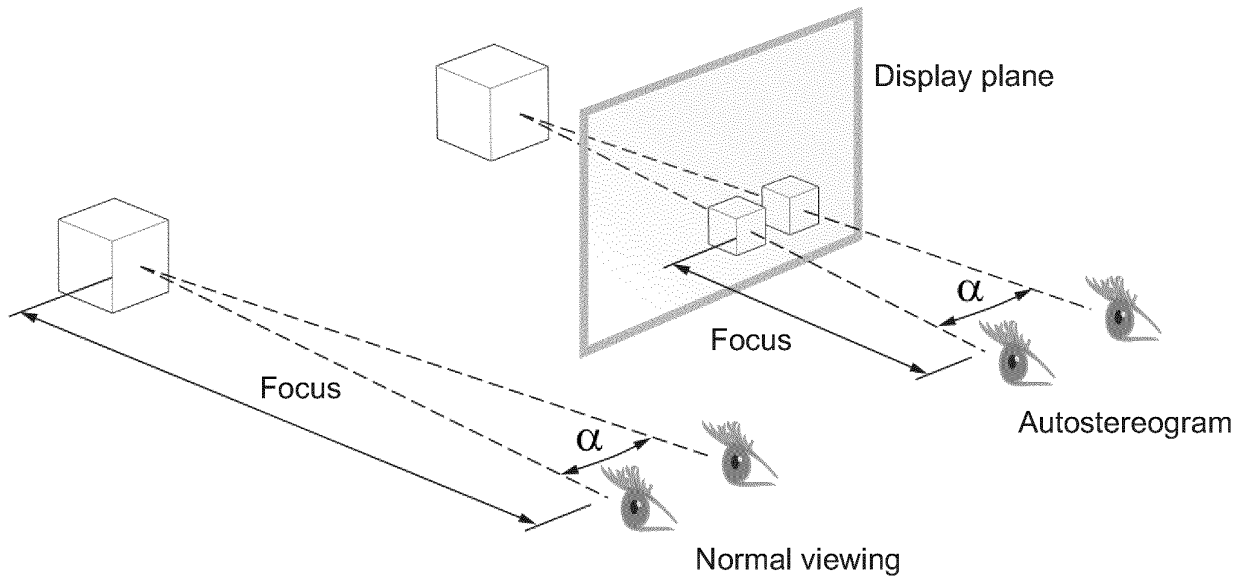 Display plane
α
Focus
Autostereogram
Focus
α
Normal viewing